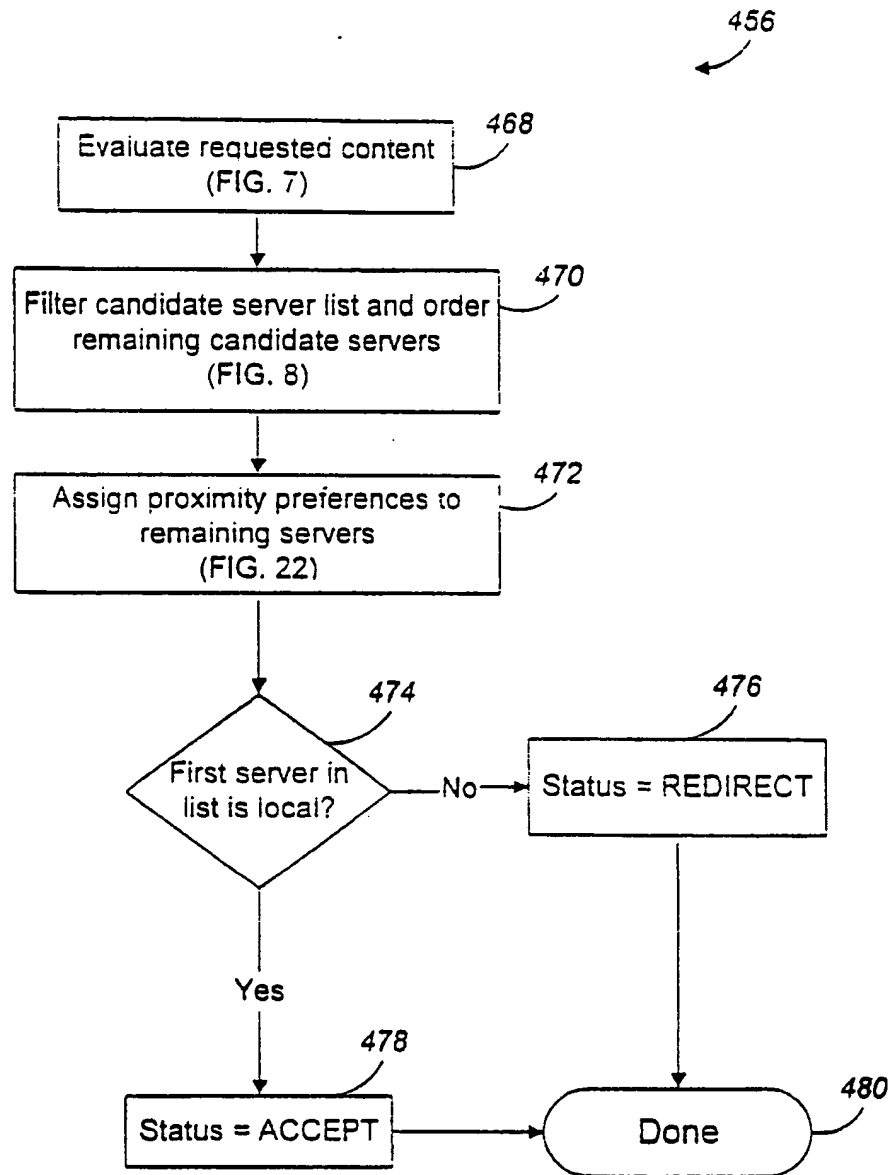 456
468
Evaluate requested content
(FIG. 7)
470
Filter candidate server list and order
remaining candidate servers
(FIG. 8)
472
Assign proximity preferences to
remaining servers
(FIG. 22)
474
First server in
list is local?
No
476
Status = REDIRECT
Yes
478
Status = ACCEPT
480
Done